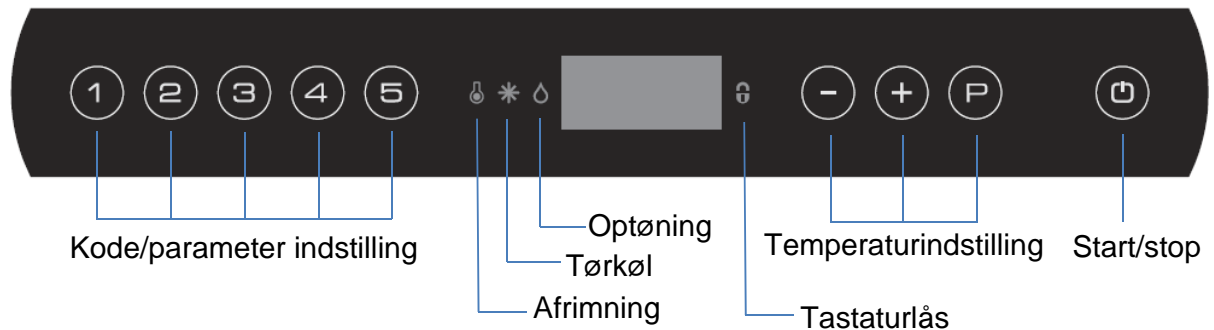 1 2 3 4 5 - + P
Optøning
Kode/parameter indstilling
Temperaturindstilling
Start/stop
Tørkøl
Afrimning
Tastaturlås